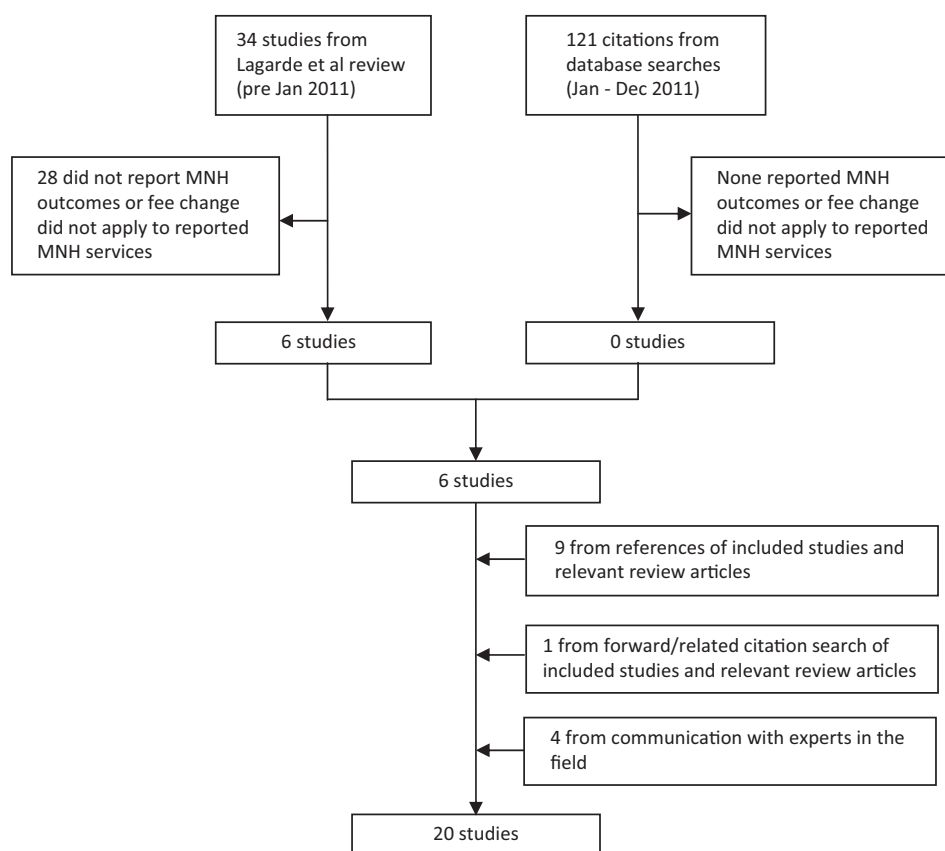 34 studies from
Lagarde et al review
(pre Jan 2011)
121 citations from
database searches
(Jan - Dec 2011)
28 did not report MNH
outcomes or fee change
did not apply to reported
MNH services
None reported MNH
outcomes or fee change
did not apply to reported
MNH services
6 studies
0 studies
6 studies
9 from references of included studies and
relevant review articles
1 from forward/related citation search of
included studies and relevant review articles
4 from communication with experts in the
field
20 studies